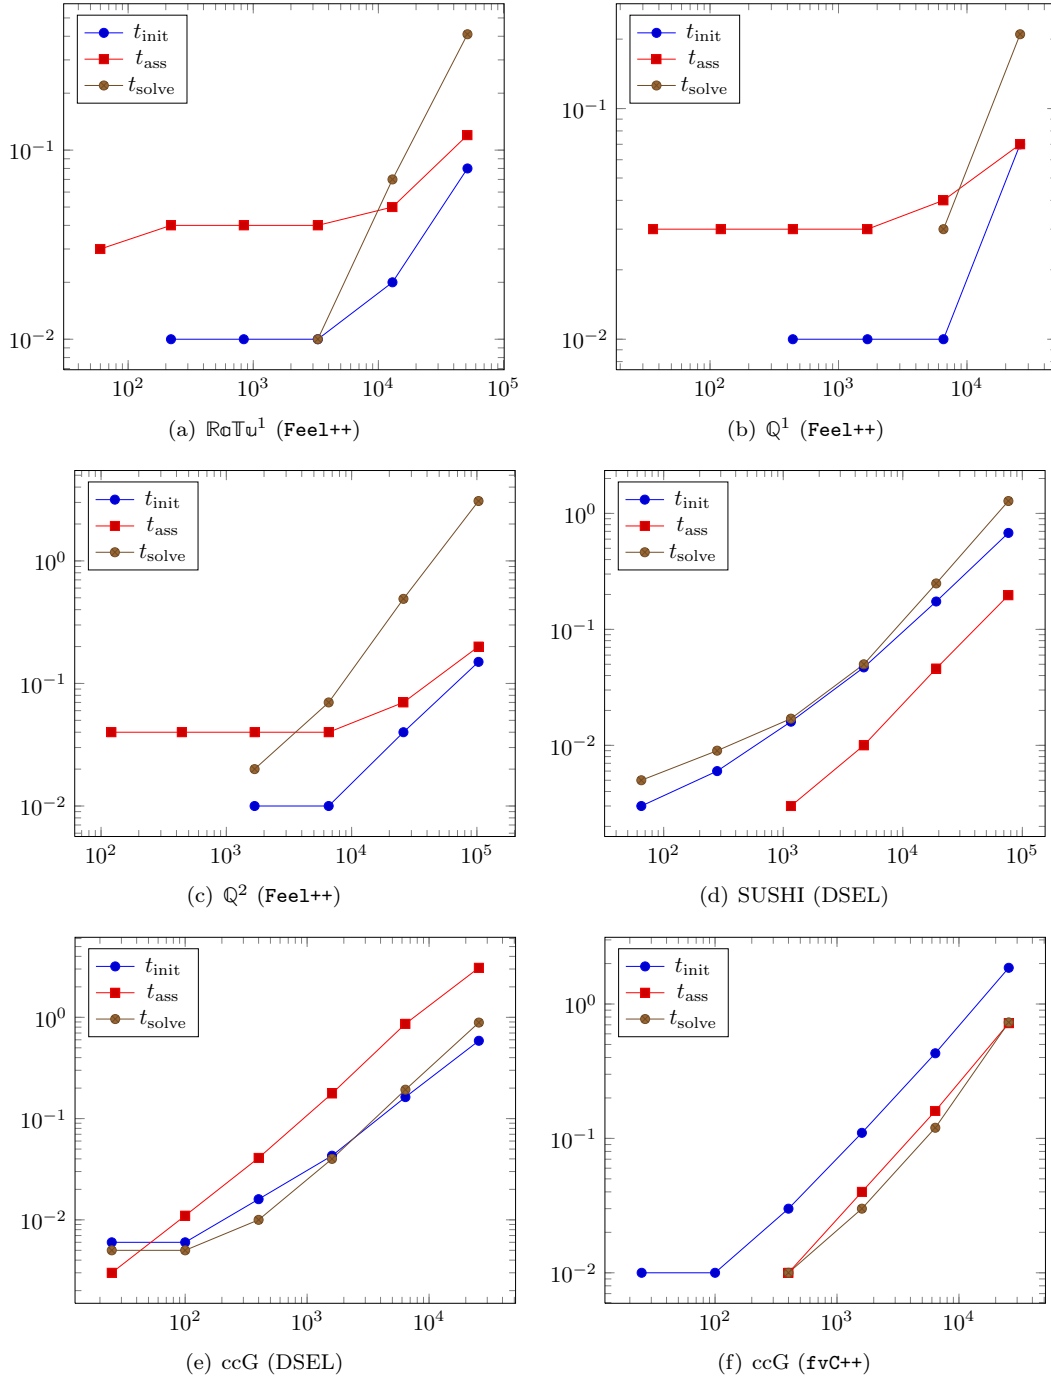 t_init
t_ass
t_solve
10^−1
10^−2
10^2 10^3 10^4 10^5
(a) ℝ𝕒𝕋𝕦^1 (Feel++)
t_init
t_ass
t_solve
10^−1
10^−2
10^2 10^3 10^4
(b) ℚ^1 (Feel++)
t_init
t_ass
t_solve
10^0
10^−1
10^−2
10^2 10^3 10^4 10^5
(c) ℚ^2 (Feel++)
t_init
t_ass
t_solve
10^0
10^−1
10^−2
10^2 10^3 10^4 10^5
(d) SUSHI (DSEL)
t_init
t_ass
t_solve
10^0
10^−1
10^−2
10^2 10^3 10^4
(e) ccG (DSEL)
t_init
t_ass
t_solve
10^0
10^−1
10^−2
10^2 10^3 10^4
(f) ccG (fvC++)